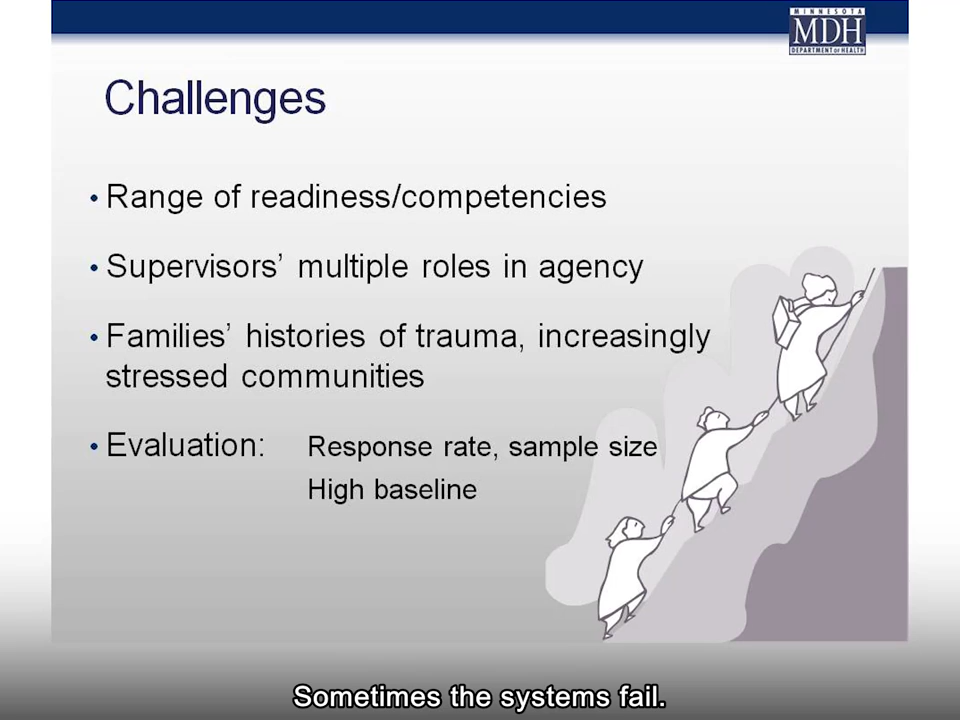 MINNESOTA
MDH
DEPARTMENT OF HEALTH
Challenges
• Range of readiness/competencies
• Supervisors’ multiple roles in agency
• Families’ histories of trauma, increasingly
stressed communities
• Evaluation: Response rate, sample size
High baseline
Sometimes the systems fail.